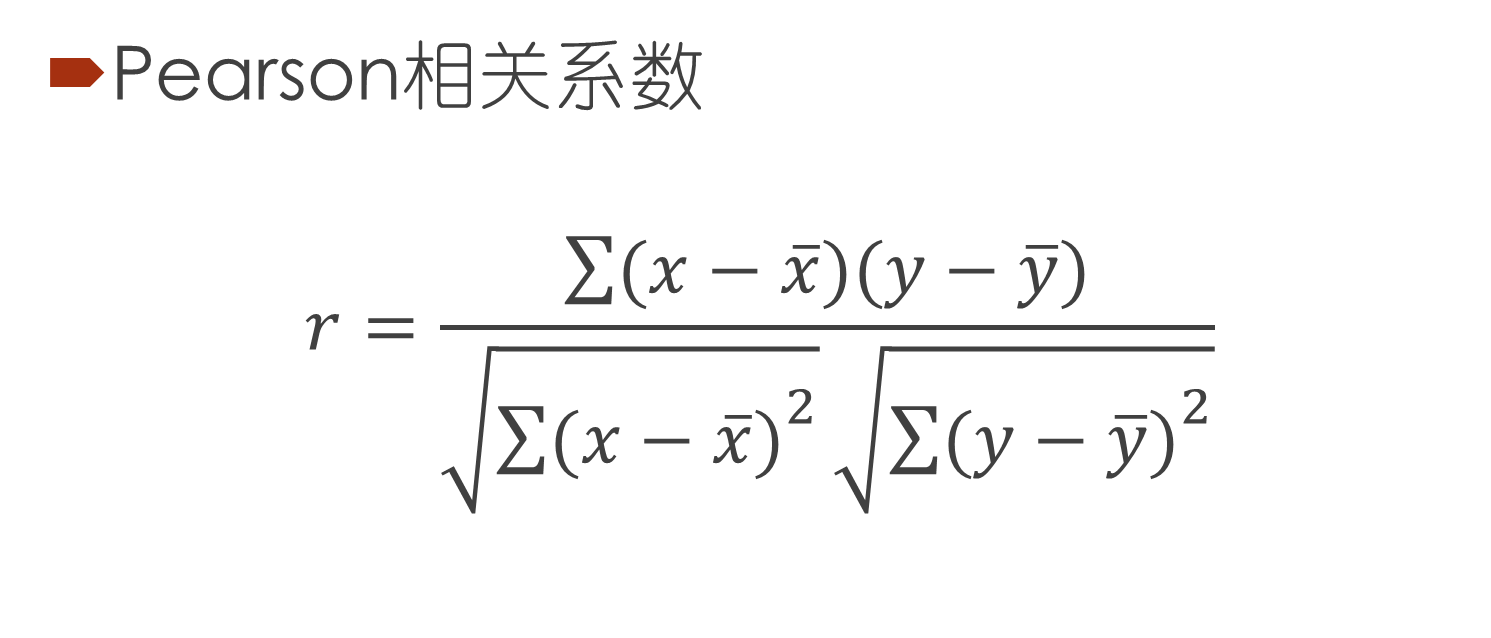 Pearson相关系数
r = ∑(x − x̅)(y − y̅) / √∑(x − x̅)² √∑(y − y̅)²